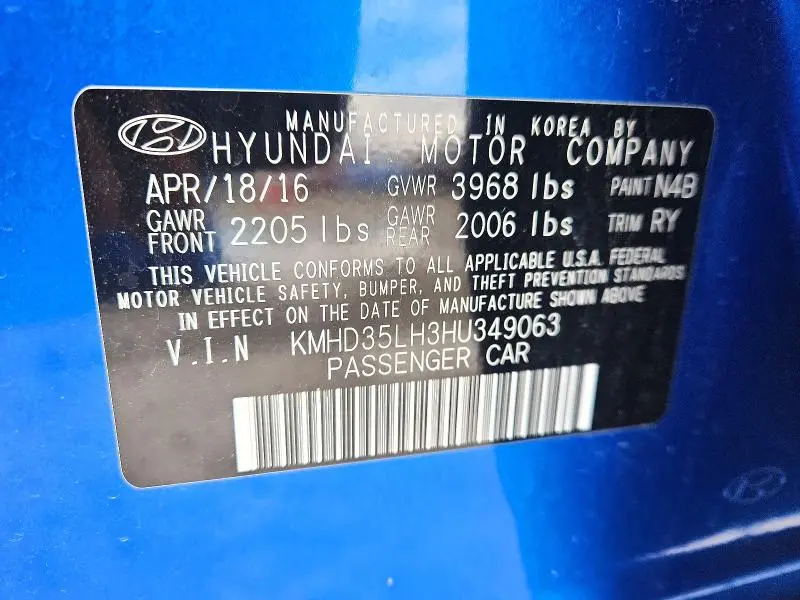 MANUFACTURED IN KOREA BY
HYUNDAI MOTOR COMPANY
APR/18/16 GVWR 3968 lbs PAINT N4B
GAWR FRONT 2205 lbs GAWR REAR 2006 lbs TRIM RY
THIS VEHICLE CONFORMS TO ALL APPLICABLE U.S.A. FEDERAL
MOTOR VEHICLE SAFETY, BUMPER, AND THEFT PREVENTION STANDARDS
IN EFFECT ON THE DATE OF MANUFACTURE SHOWN ABOVE
V.I.N KMHD35LH3HU349063
PASSENGER CAR